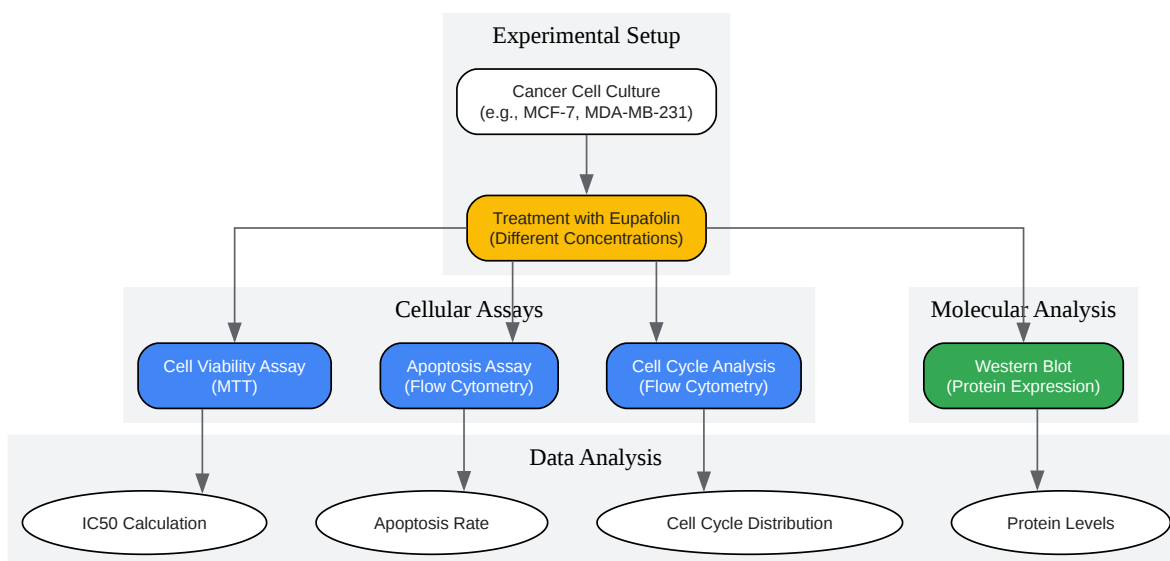 Experimental Setup
Cancer Cell Culture
(e.g., MCF-7, MDA-MB-231)
Treatment with Eupafolin
(Different Concentrations)
Cellular Assays
Molecular Analysis
Cell Viability Assay
(MTT)
Apoptosis Assay
(Flow Cytometry)
Cell Cycle Analysis
(Flow Cytometry)
Western Blot
(Protein Expression)
Data Analysis
IC50 Calculation
Apoptosis Rate
Cell Cycle Distribution
Protein Levels